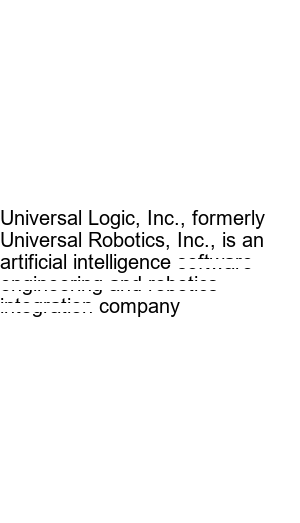 Universal Logic, Inc., formerly
Universal Robotics, Inc., is an
artificial intelligence software
engineering and robotics
integration company